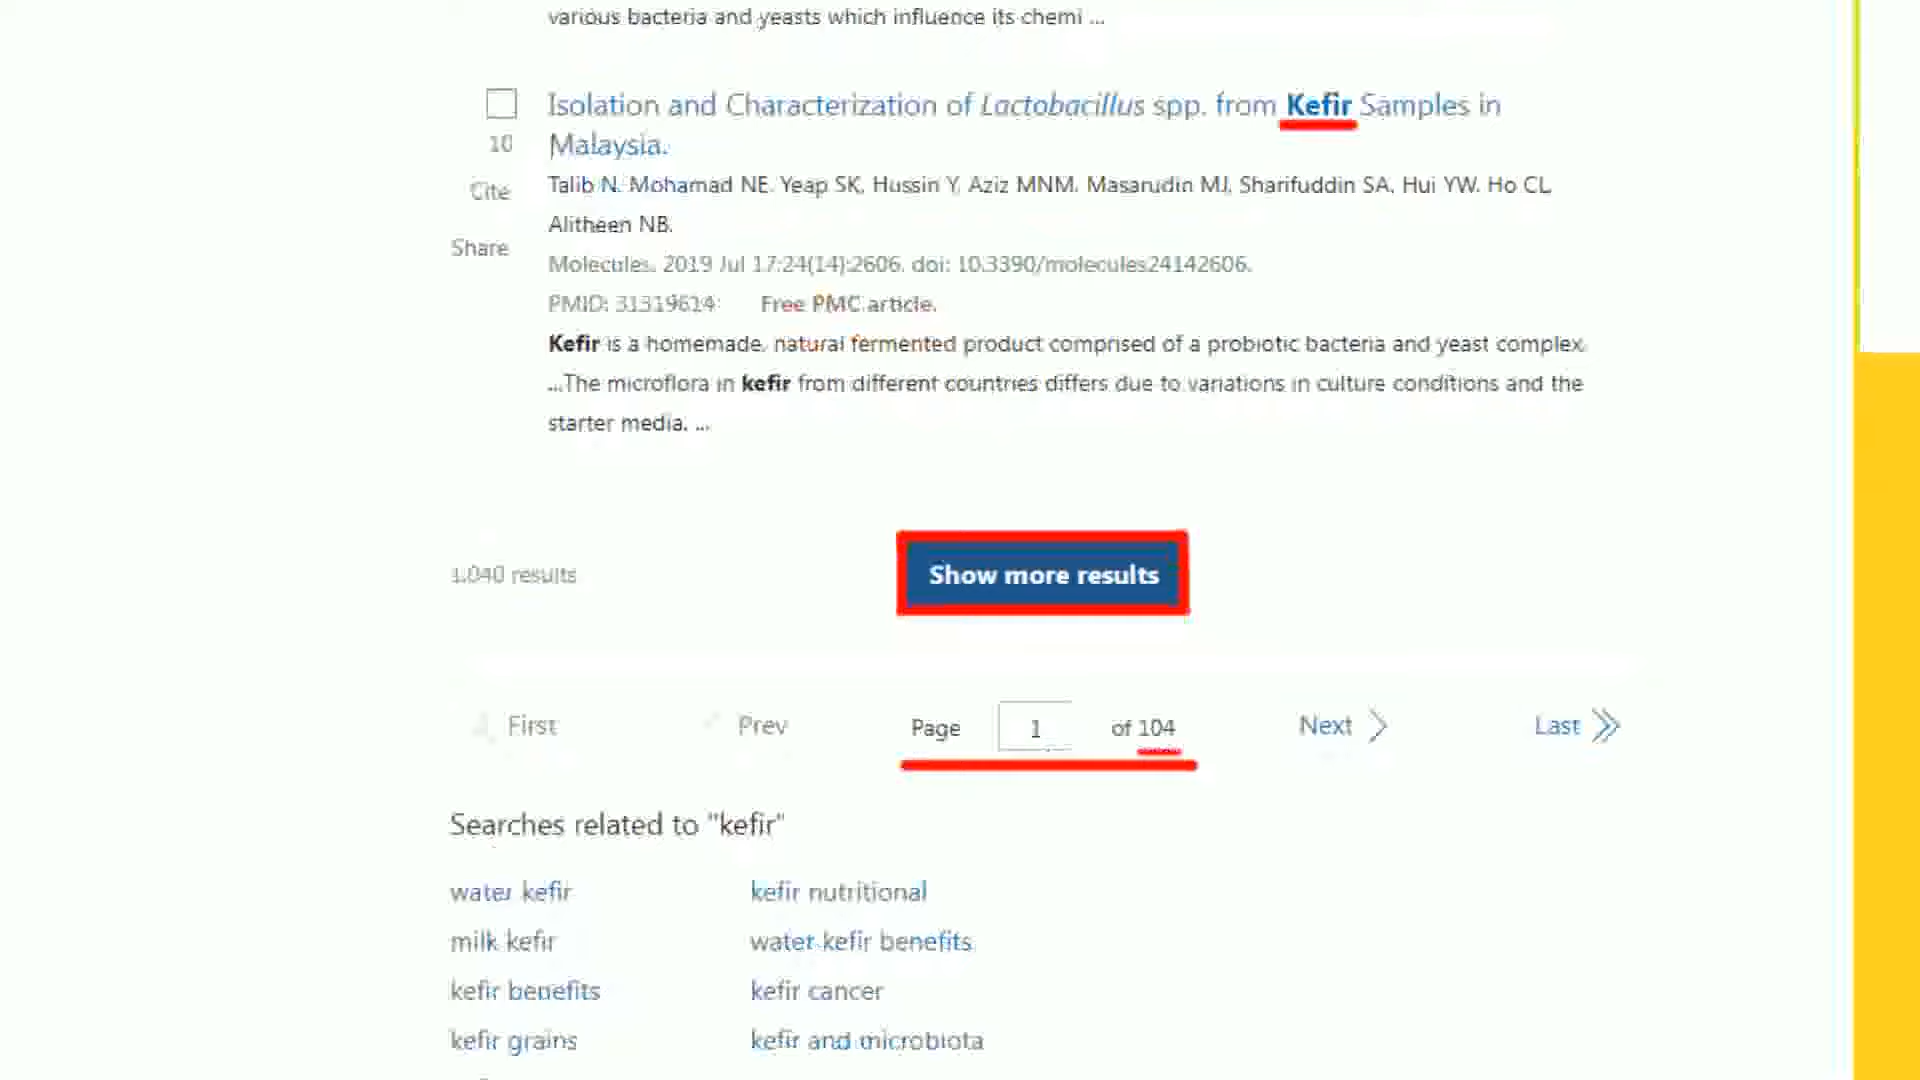 various bacteria and yeasts which influence its chemi ...
Isolation and Characterization of Lactobacillus spp. from Kefir Samples in
10
Malaysia.
Cite
Talib N, Mohamad NE, Yeap SK, Hussin Y, Aziz MNM, Masarudin MJ, Sharifuddin SA, Hui YW, Ho CL,
Alitheen NB.
Share
Molecules. 2019 Jul 17;24(14):2606. doi: 10.3390/molecules24142606.
PMID: 31319614 Free PMC article.
Kefir is a homemade, natural fermented product comprised of a probiotic bacteria and yeast complex.
...The microflora in kefir from different countries differs due to variations in culture conditions and the
starter media. ...
1,040 results
Show more results
First
Prev
Page 1 of 104
Next
Last
Searches related to "kefir"
water kefir
kefir nutritional
milk kefir
water kefir benefits
kefir benefits
kefir cancer
kefir grains
kefir and microbiota